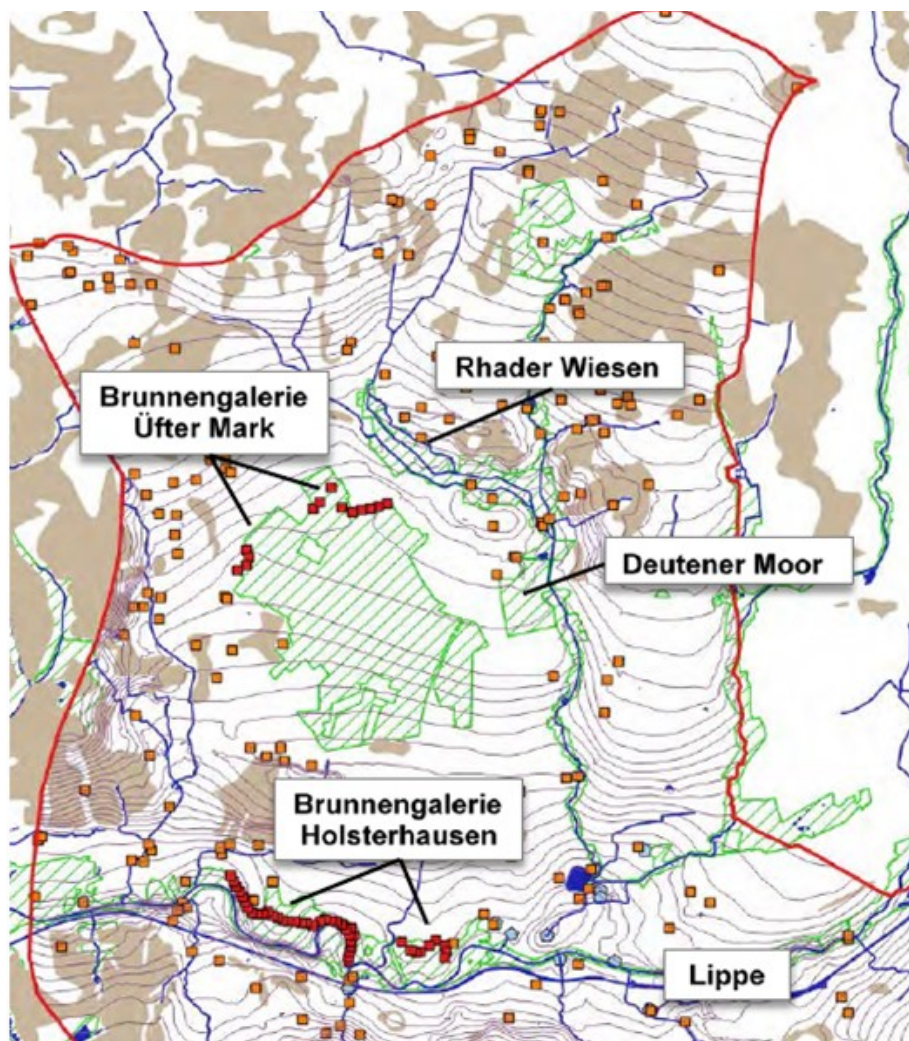 Rhader Wiesen
Brunnengalerie
Üfter Mark
Deutener Moor
Brunnengalerie
Holsterhausen
Lippe